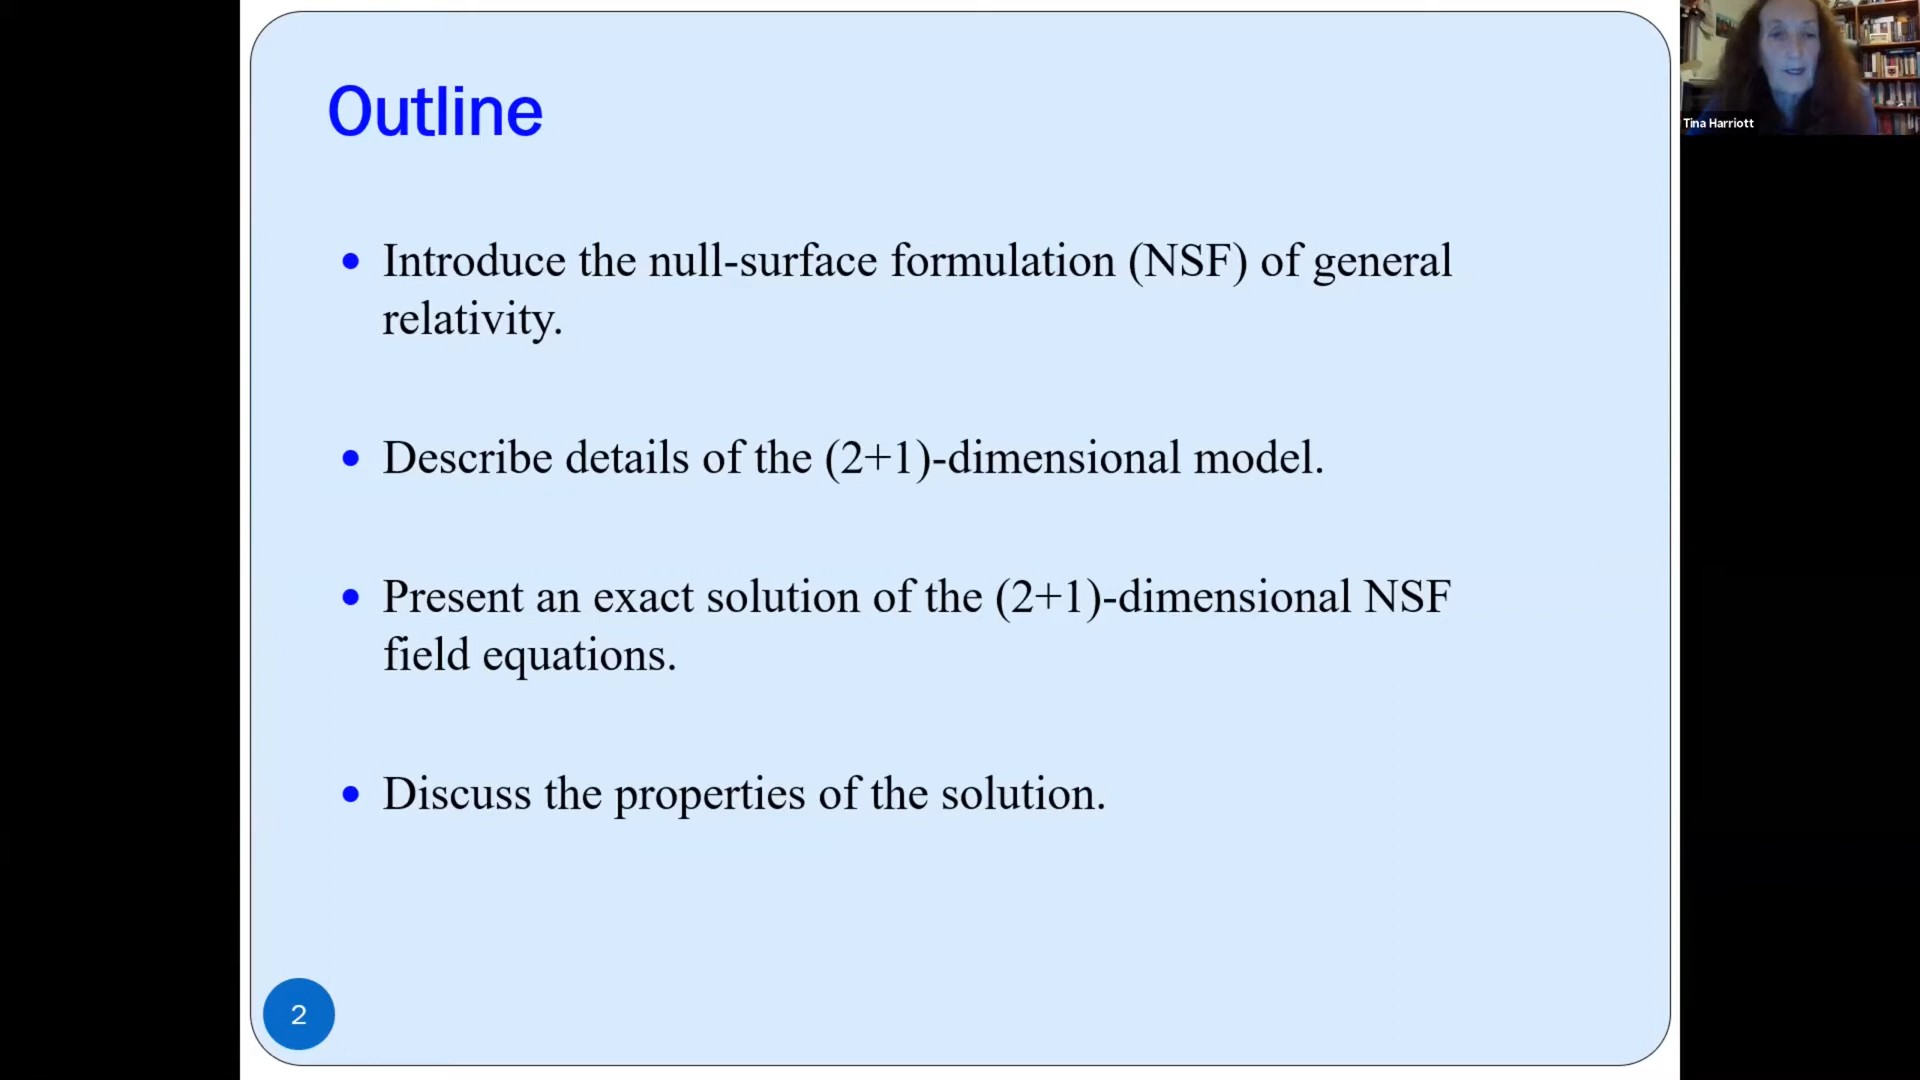 Outline
Tina Harriott
• Introduce the null-surface formulation (NSF) of general
relativity.
• Describe details of the (2+1)-dimensional model.
• Present an exact solution of the (2+1)-dimensional NSF
field equations.
• Discuss the properties of the solution.
2